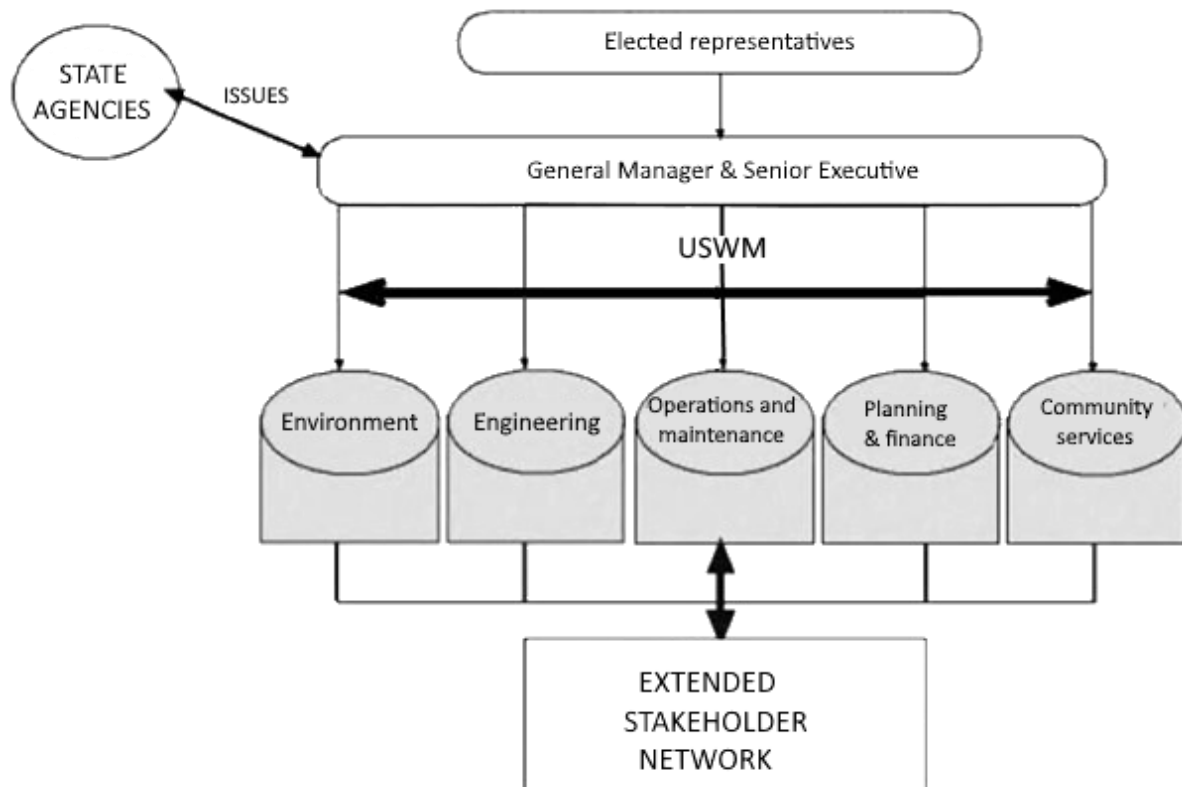 Elected representatives
STATE
AGENCIES
ISSUES
General Manager & Senior Executive
USWM
Environment
Engineering
Operations and
maintenance
Planning
& finance
Community
services
EXTENDED
STAKEHOLDER
NETWORK